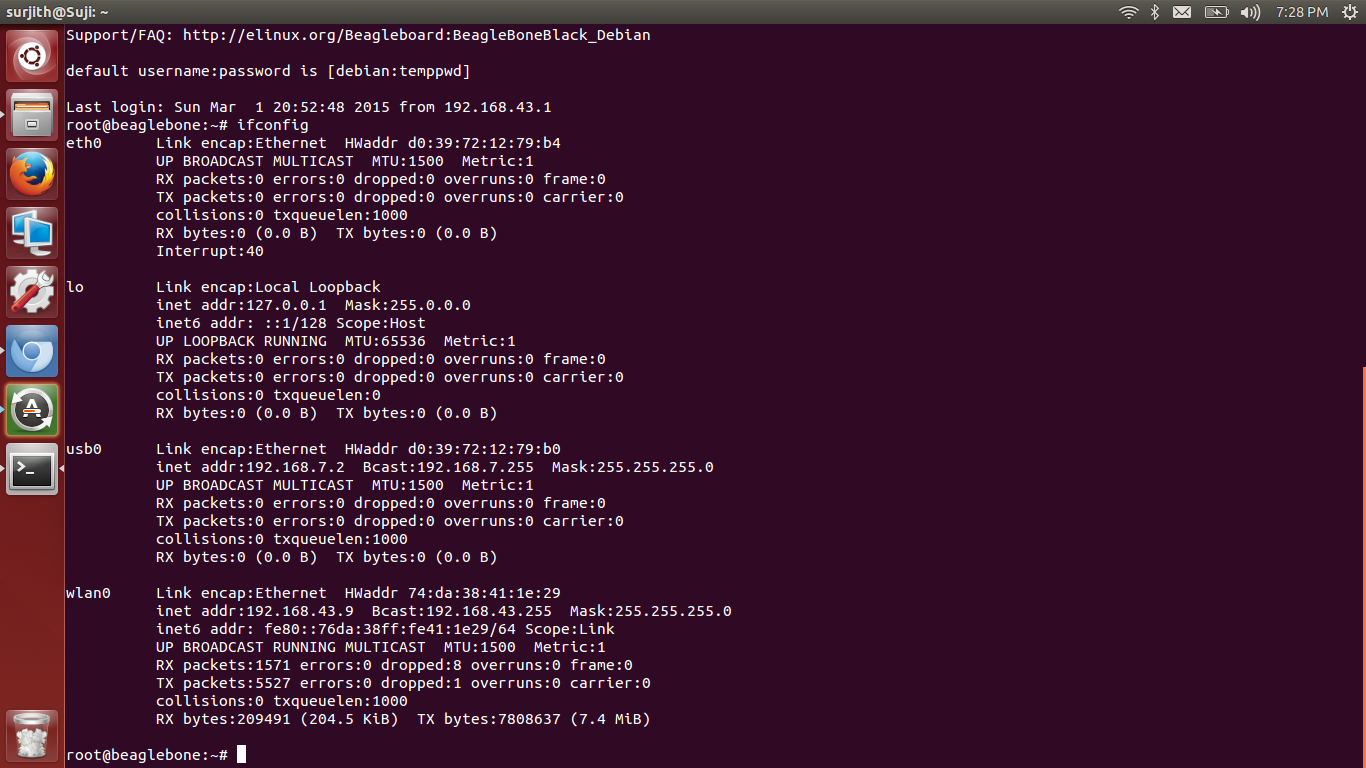 surjith@Suji: ~
7:28 PM
Support/FAQ: http://elinux.org/Beagleboard:BeagleBoneBlack_Debian
default username:password is [debian:temppwd]
Last login: Sun Mar  1 20:52:48 2015 from 192.168.43.1
root@beaglebone:~# ifconfig
eth0      Link encap:Ethernet  HWaddr d0:39:72:12:79:b4
          UP BROADCAST MULTICAST  MTU:1500  Metric:1
          RX packets:0 errors:0 dropped:0 overruns:0 frame:0
          TX packets:0 errors:0 dropped:0 overruns:0 carrier:0
          collisions:0 txqueuelen:1000
          RX bytes:0 (0.0 B)  TX bytes:0 (0.0 B)
          Interrupt:40
lo        Link encap:Local Loopback
          inet addr:127.0.0.1  Mask:255.0.0.0
          inet6 addr: ::1/128 Scope:Host
          UP LOOPBACK RUNNING  MTU:65536  Metric:1
          RX packets:0 errors:0 dropped:0 overruns:0 frame:0
          TX packets:0 errors:0 dropped:0 overruns:0 carrier:0
          collisions:0 txqueuelen:0
          RX bytes:0 (0.0 B)  TX bytes:0 (0.0 B)
usb0      Link encap:Ethernet  HWaddr d0:39:72:12:79:b0
          inet addr:192.168.7.2  Bcast:192.168.7.255  Mask:255.255.255.0
          UP BROADCAST MULTICAST  MTU:1500  Metric:1
          RX packets:0 errors:0 dropped:0 overruns:0 frame:0
          TX packets:0 errors:0 dropped:0 overruns:0 carrier:0
          collisions:0 txqueuelen:1000
          RX bytes:0 (0.0 B)  TX bytes:0 (0.0 B)
wlan0     Link encap:Ethernet  HWaddr 74:da:38:41:1e:29
          inet addr:192.168.43.9  Bcast:192.168.43.255  Mask:255.255.255.0
          inet6 addr: fe80::76da:38ff:fe41:1e29/64 Scope:Link
          UP BROADCAST RUNNING MULTICAST  MTU:1500  Metric:1
          RX packets:1571 errors:0 dropped:8 overruns:0 frame:0
          TX packets:5527 errors:0 dropped:1 overruns:0 carrier:0
          collisions:0 txqueuelen:1000
          RX bytes:209491 (204.5 KiB)  TX bytes:7808637 (7.4 MiB)
root@beaglebone:~#